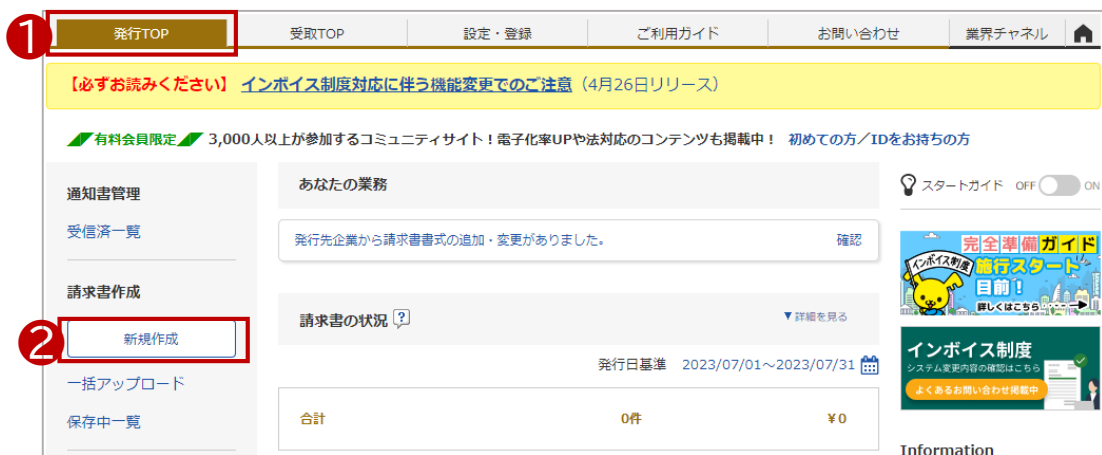 1
発行TOP 受取TOP 設定・登録 ご利用ガイド お問い合わせ 業界チャネル
【必ずお読みください】 インボイス制度対応に伴う機能変更でのご注意（4月26日リリース）
有料会員限定 3,000人以上が参加するコミュニティサイト！電子化率UPや法対応のコンテンツも掲載中！ 初めての方／IDをお持ちの方
通知書管理
受信済一覧
請求書作成
2
新規作成
一括アップロード
保存中一覧
あなたの業務
発行先企業から請求書書式の追加・変更がありました。 確認
請求書の状況 ? ▼詳細を見る
発行日基準 2023/07/01～2023/07/31
合計 0件 ¥0
スタートガイド OFF ON
完全準備ガイド
インボイス制度
施行スタート
目前！
詳しくはこちら
インボイス制度
システム変更内容の確認はこちら
よくあるお問い合わせ掲載中
Information